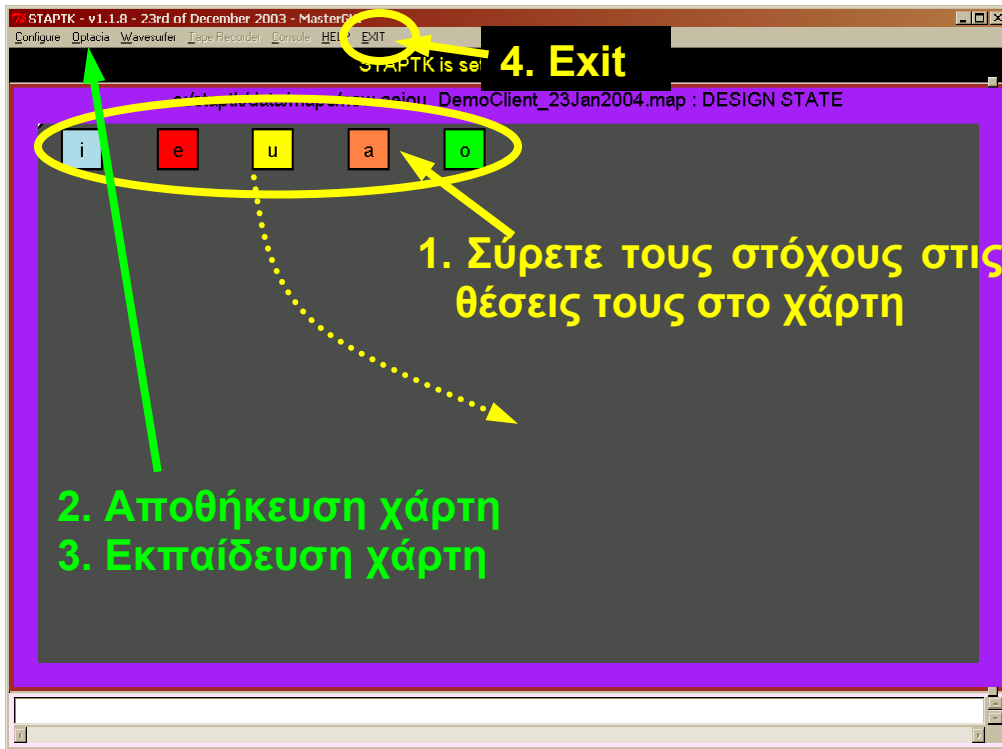 STAPTK - v1.1.8 - 23rd of December 2003 - MasterGUI
Configure Optacia Wavesurfer Tape Recorder Console HELP EXIT
STAPTK is set
4. Exit
DemoClient_23Jan2004.map : DESIGN STATE
i e u a o
1. Σύρετε τους στόχους στις
θέσεις τους στο χάρτη
2. Αποθήκευση χάρτη
3. Εκπαίδευση χάρτη